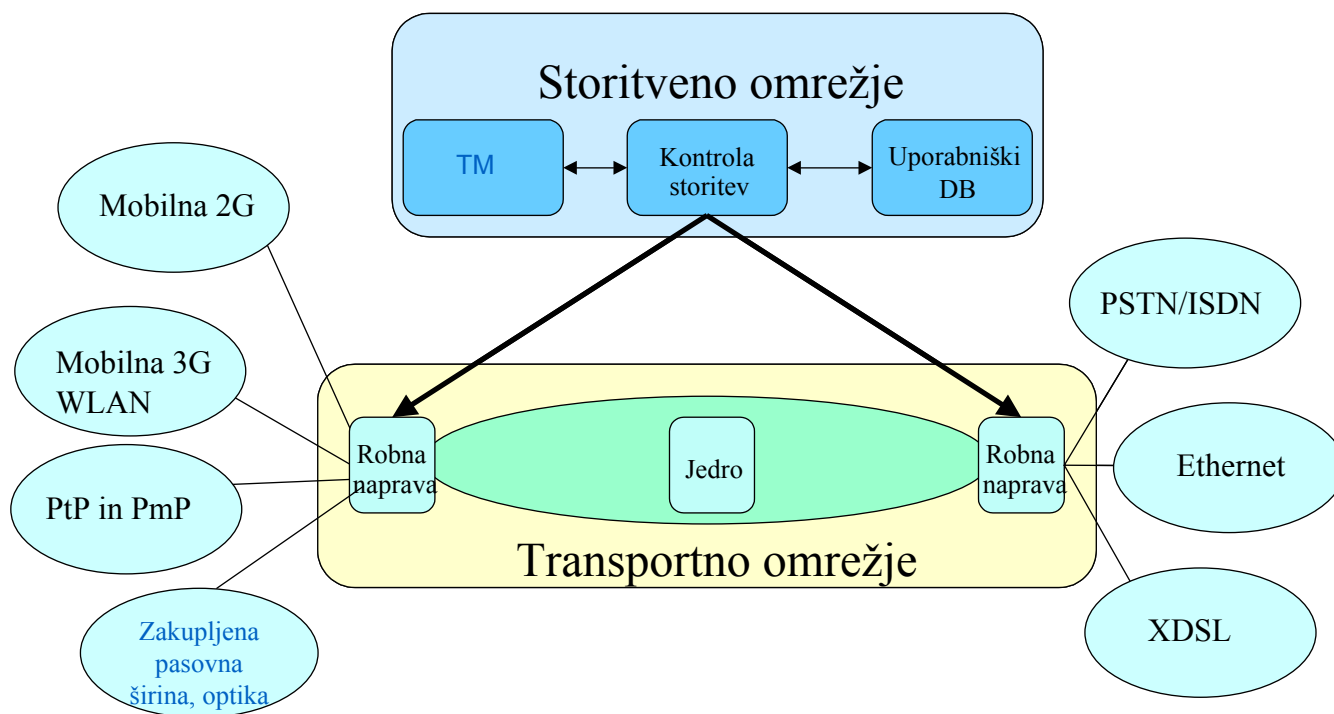 Storitveno omrežje
TM
Kontrola
storitev
Uporabniški
DB
Mobilna 2G
Mobilna 3G
WLAN
PtP in PmP
Zakupljena
pasovna
širina, optika
Robna
naprava
Jedro
Robna
naprava
Transportno omrežje
PSTN/ISDN
Ethernet
XDSL